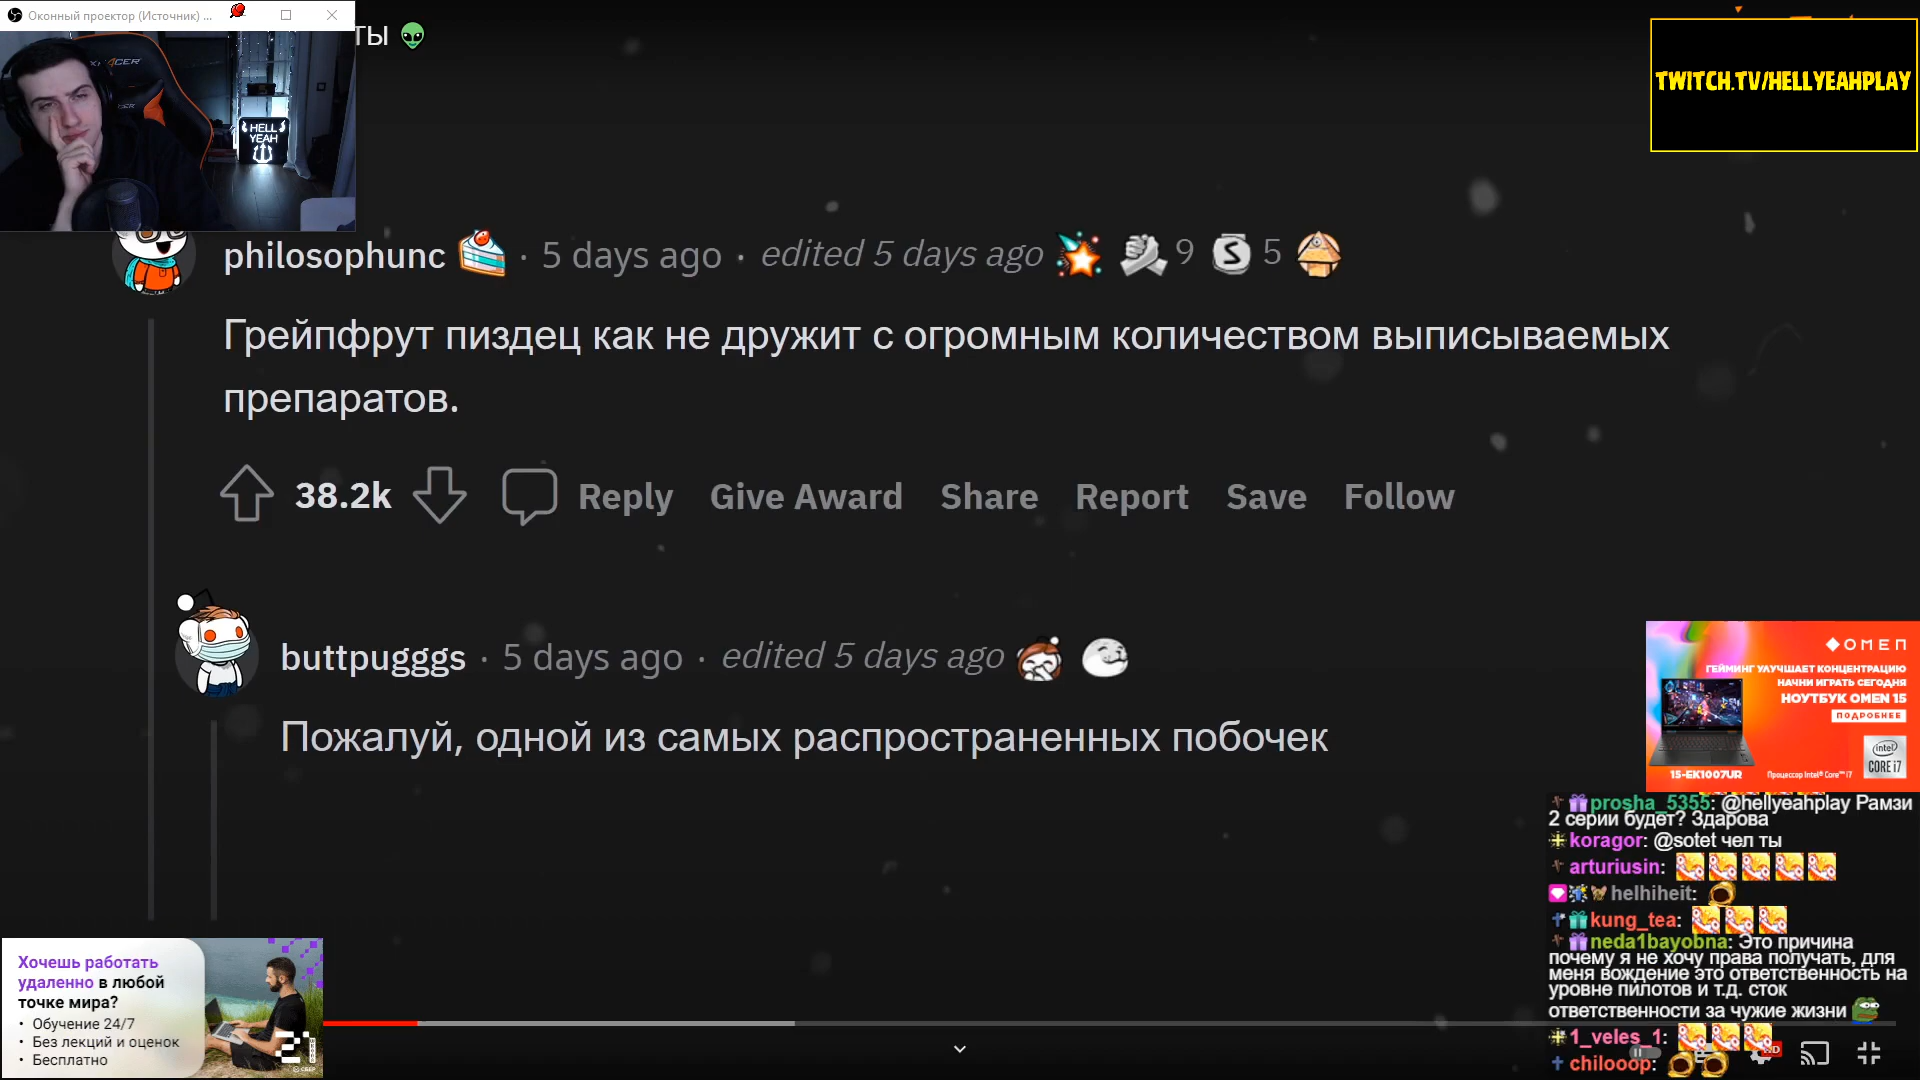 Оконный проектор (Источник) ...
ТЫ
XRACER
HELL
YEAH
TWITCH.TV/HELLYEAHPLAY
philosophunc · 5 days ago · edited 5 days ago 9 S 5
Грейпфрут пиздец как не дружит с огромным количеством выписываемых
препаратов.
38.2k Reply Give Award Share Report Save Follow
buttpugggs · 5 days ago · edited 5 days ago
Пожалуй, одной из самых распространенных побочек
ОМЕП
ГЕЙМИНГ УЛУЧШАЕТ КОНЦЕНТРАЦИЮ
НАЧНИ ИГРАТЬ СЕГОДНЯ
НОУТБУК OMEN 15
ПОДРОБНЕЕ
intel
CORE i7
15-EK1007UR
Процессор Intel® Core™ i7
prosha_5355: @hellyeahplay Рамзи
2 серии будет? Здарова
koragor: @sotet чел ты
arturiusin:
helhiheit:
kung_tea:
neda1bayobna: Это причина
почему я не хочу права получать, для
меня вождение это ответственность на
уровне пилотов и т.д. сток
ответственности за чужие жизни
1_veles_1:
chilooop:
HD
Хочешь работать
удаленно в любой
точке мира?
• Обучение 24/7
• Без лекций и оценок
• Бесплатно
21